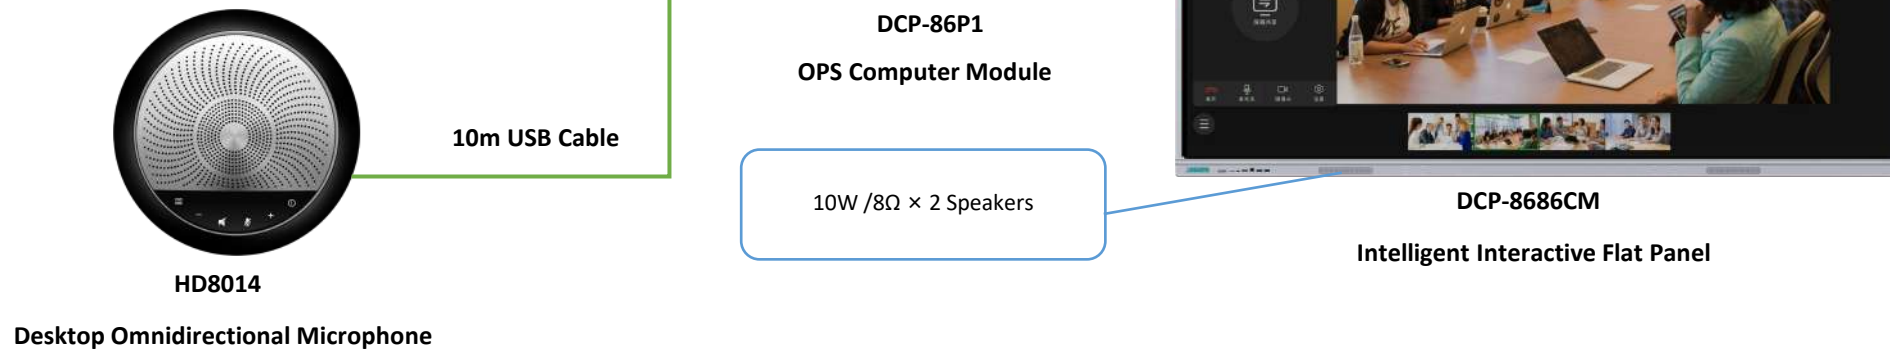 DCP-86P1
OPS Computer Module
10m USB Cable
10W /8Ω × 2 Speakers
DCP-8686CM
Intelligent Interactive Flat Panel
HD8014
Desktop Omnidirectional Microphone